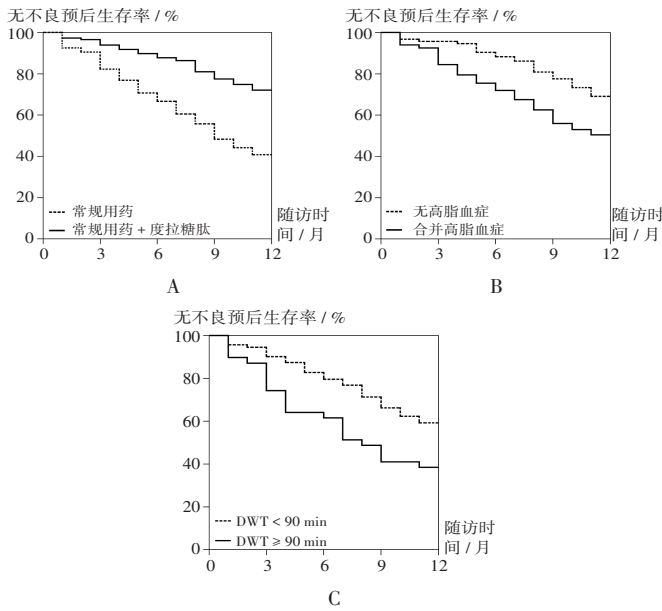 无不良预后生存率 / %
100
80
60
40
20
0
0 3 6 9 12
常规用药
常规用药 + 度拉糖肽
随访时
间 / 月
A
无不良预后生存率 / %
100
80
60
40
20
0
0 3 6 9 12
无高脂血症
合并高脂血症
随访时
间 / 月
B
无不良预后生存率 / %
100
80
60
40
20
0
0 3 6 9 12
DWT < 90 min
DWT ⩾ 90 min
随访时
间 / 月
C